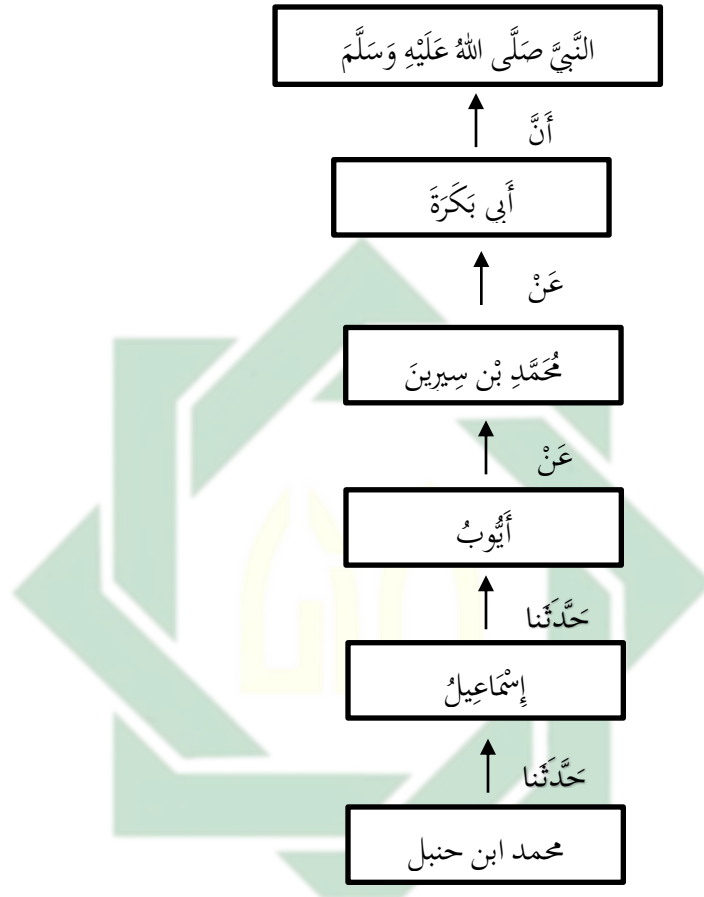 النَّبِيَّ صَلَّى اللهُ عَلَيْهِ وَسَلَّمَ
أَنَّ
أَبِي بَكَرَةَ
عَنْ
مُحَمَّدِ بْن سِيرِينَ
عَنْ
أَيُّوبُ
حَدَّثَنا
إِسْمَاعِيلُ
حَدَّثَنا
محمد ابن حنبل